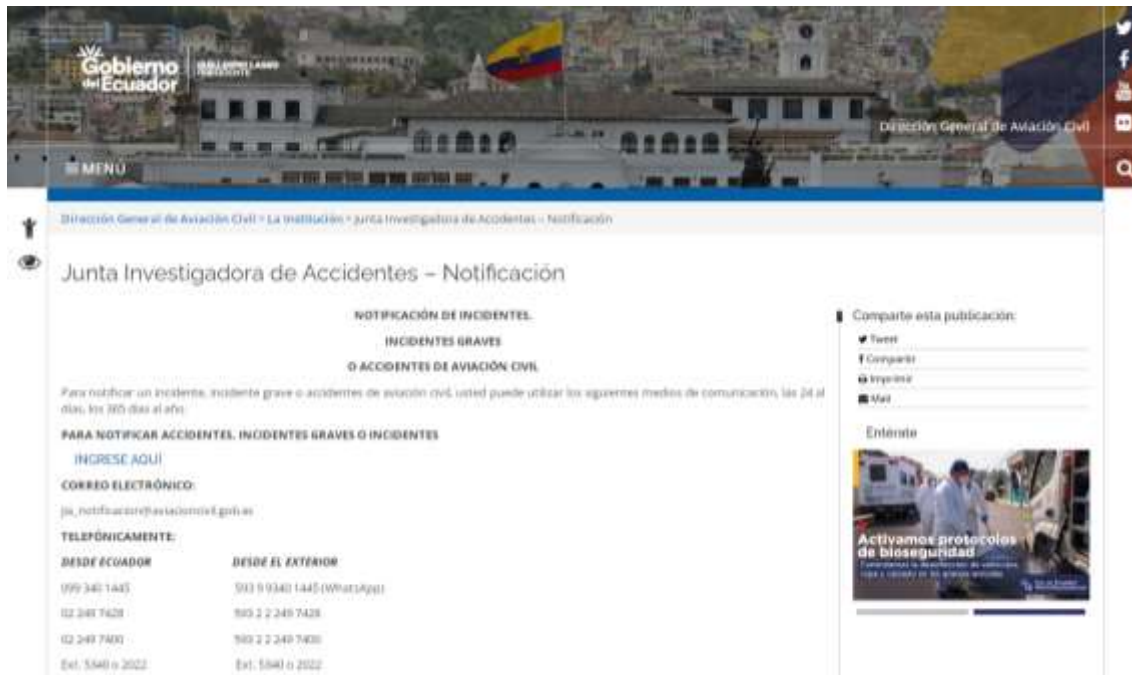 Gobierno
del Ecuador
GUILLERMO LASSO
PRESIDENTE
Dirección General de Aviación Civil
MENÚ
Dirección General de Aviación Civil > La Institución > Junta Investigadora de Accidentes – Notificación
Junta Investigadora de Accidentes – Notificación
NOTIFICACIÓN DE INCIDENTES,
INCIDENTES GRAVES
O ACCIDENTES DE AVIACIÓN CIVIL
Para notificar un incidente, incidente grave o accidentes de aviación civil, usted puede utilizar los siguientes medios de comunicación, las 24 al
días, los 365 días al año:
PARA NOTIFICAR ACCIDENTES, INCIDENTES GRAVES O INCIDENTES
INGRESE AQUÍ
CORREO ELECTRÓNICO:
jia_notificacion@aviacioncivil.gob.ec
TELEFÓNICAMENTE:
DESDE ECUADOR DESDE EL EXTERIOR
099 340 1445 593 9 9340 1445 (WhatsApp)
02 249 7428 593 2 2 249 7428
02 249 7400 593 2 2 249 7400
Ext. 5340 o 2022 Ext. 5340 o 2022
Comparte esta publicación:
Tweet
Compartir
Imprimir
Mail
Entérate
Activamos protocolos
de bioseguridad